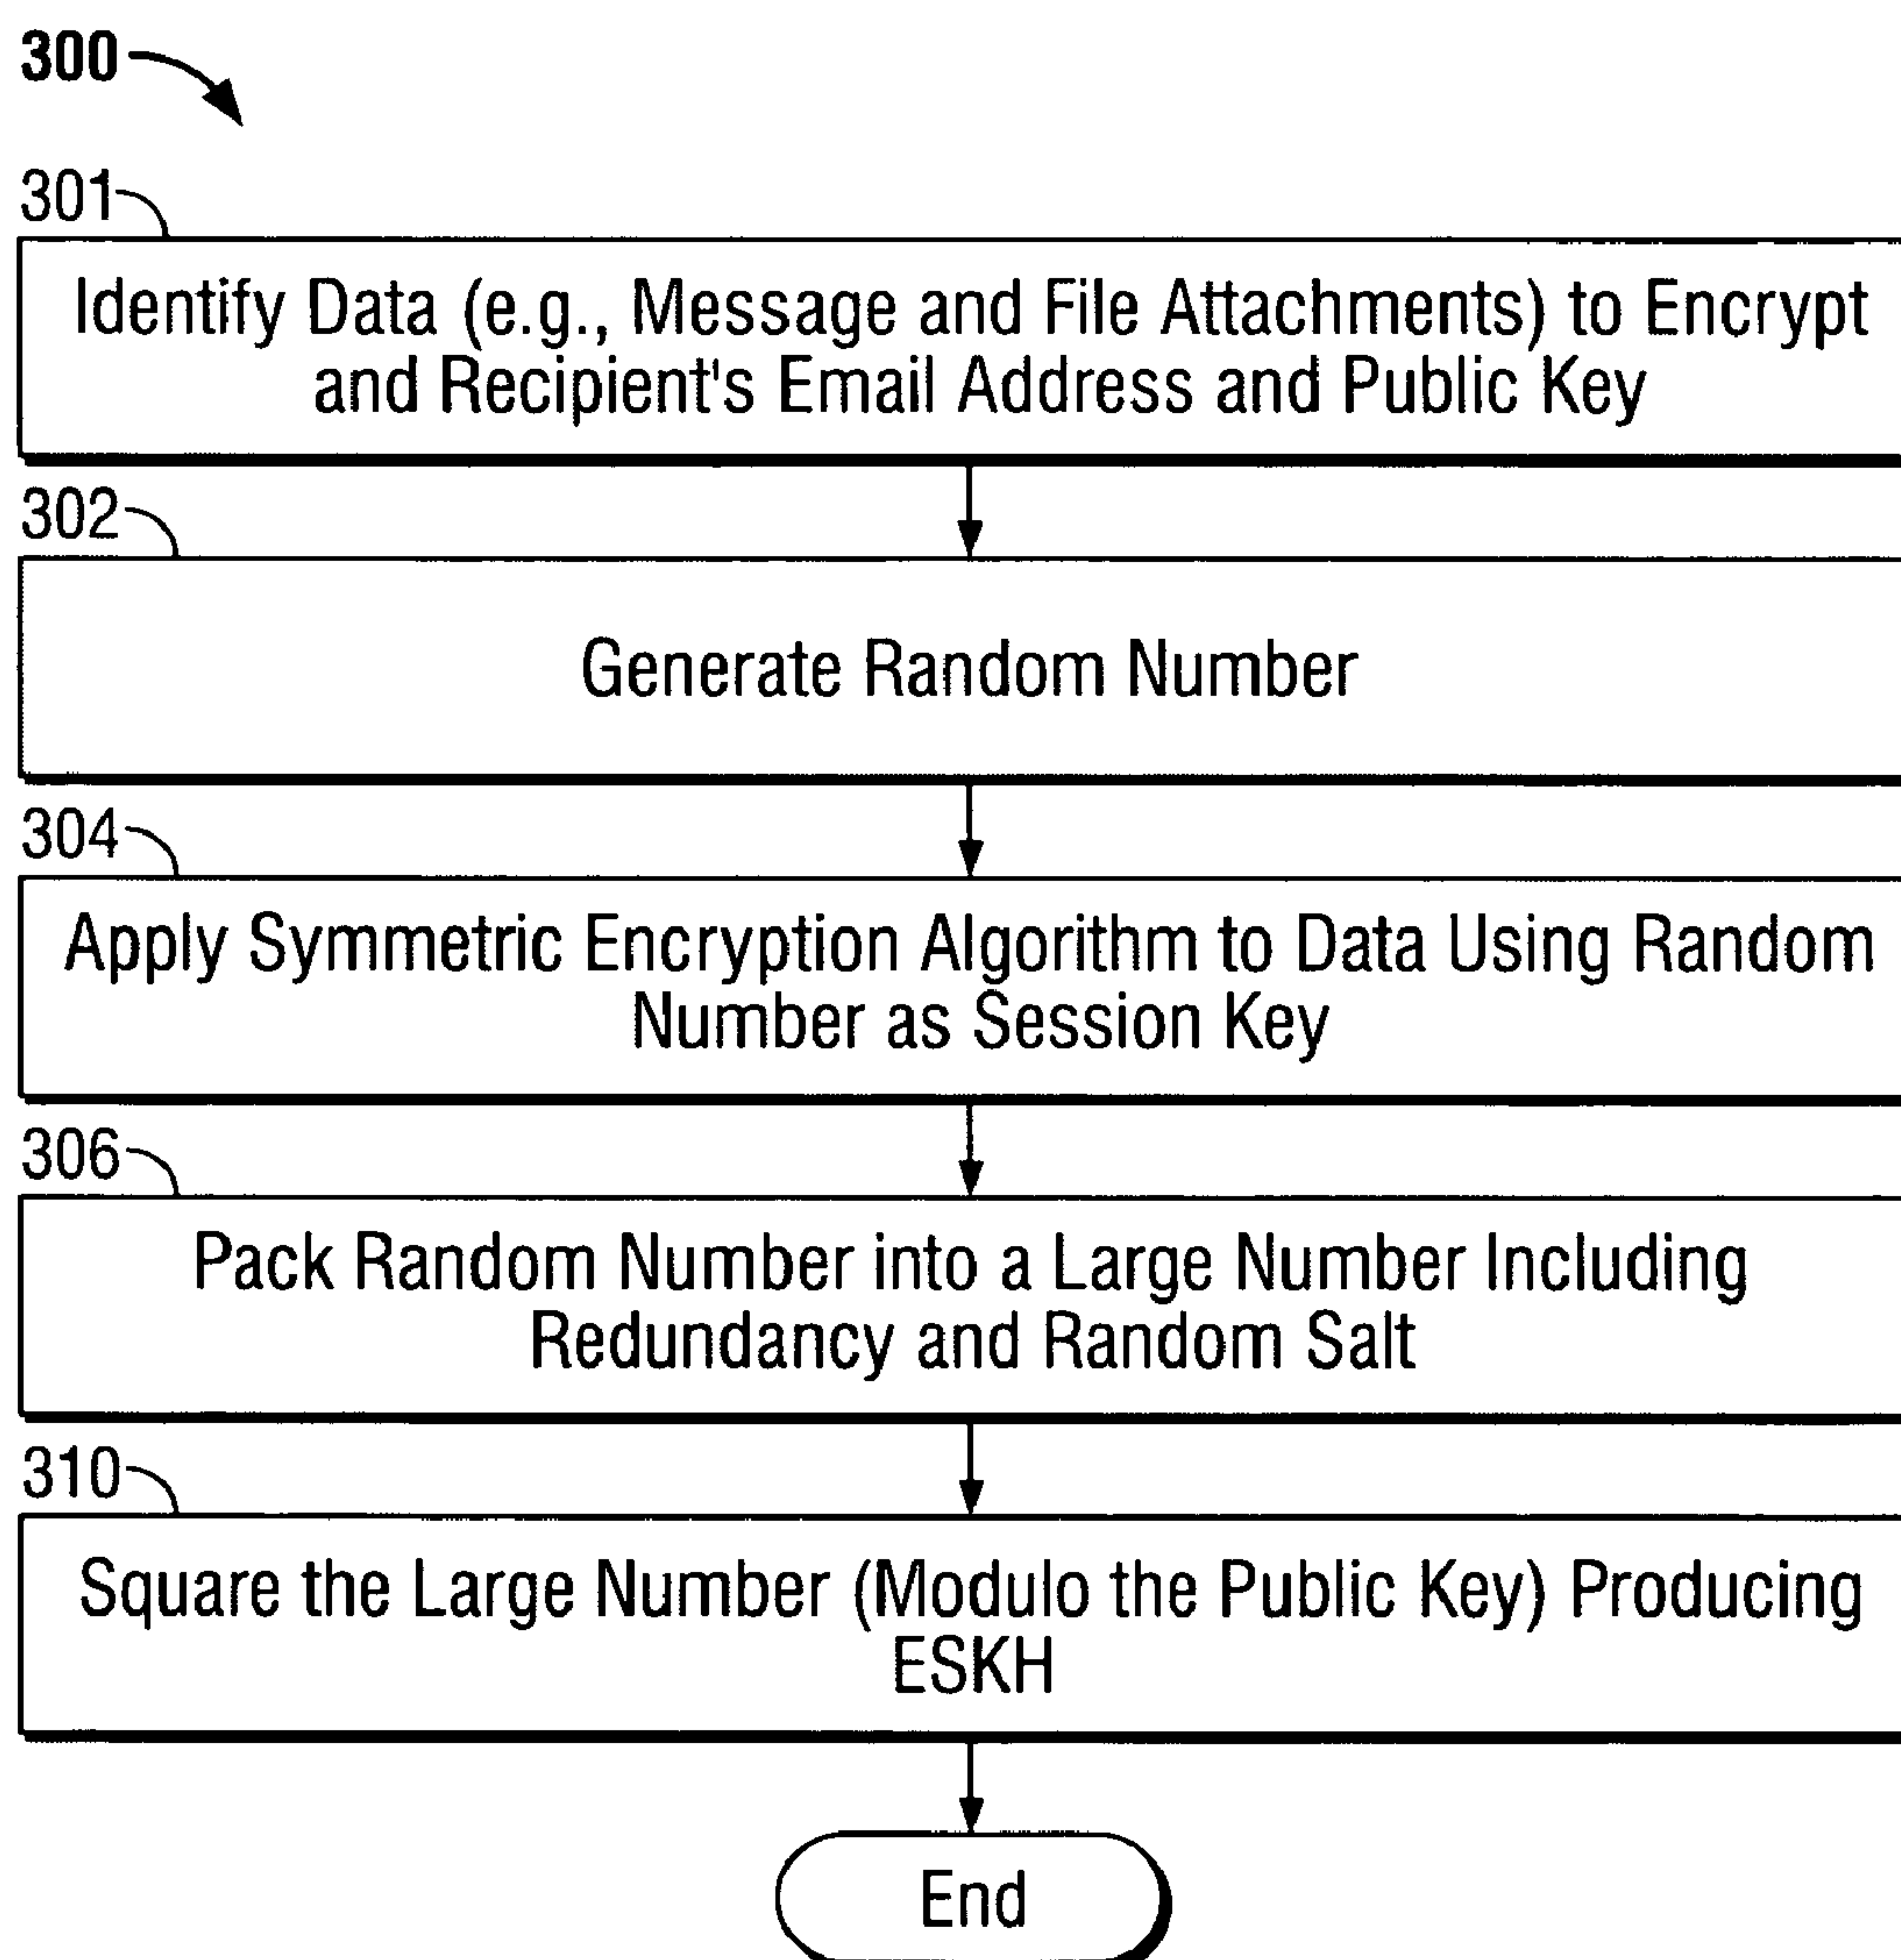 300
301
Identify Data (e.g., Message and File Attachments) to Encrypt
and Recipient's Email Address and Public Key
302
Generate Random Number
304
Apply Symmetric Encryption Algorithm to Data Using Random
Number as Session Key
306
Pack Random Number into a Large Number Including
Redundancy and Random Salt
310
Square the Large Number (Modulo the Public Key) Producing
ESKH
End